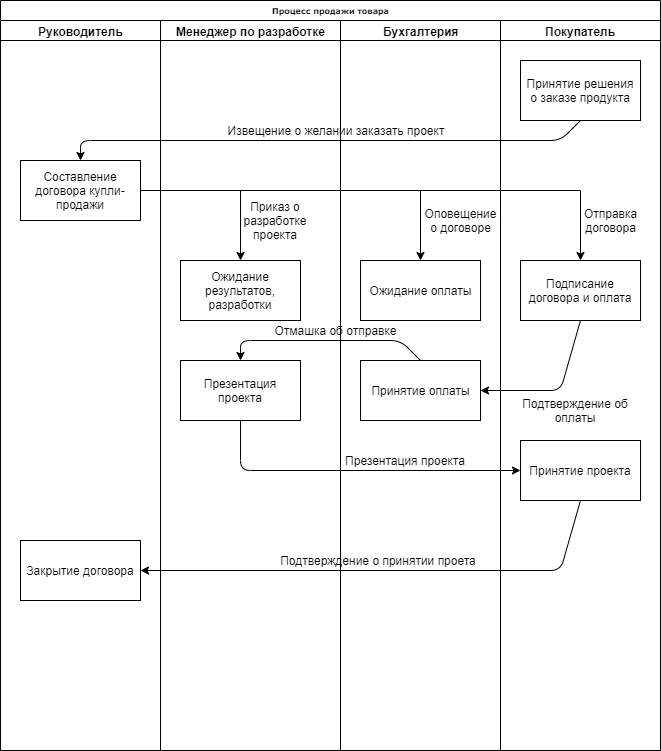 Процесс продажи товара
Руководитель
Менеджер по разработке
Бухгалтерия
Покупатель
Принятие решения
о заказе продукта
Извещение о желании заказать проект
Составление
договора купли-
продажи
Приказ о
разработке
проекта
Оповещение
о договоре
Отправка
договора
Ожидание
результатов,
разработки
Ожидание оплаты
Подписание
договора и оплата
Отмашка об отправке
Презентация
проекта
Принятие оплаты
Подтверждение об
оплаты
Презентация проекта
Принятие проекта
Подтверждение о принятии проета
Закрытие договора